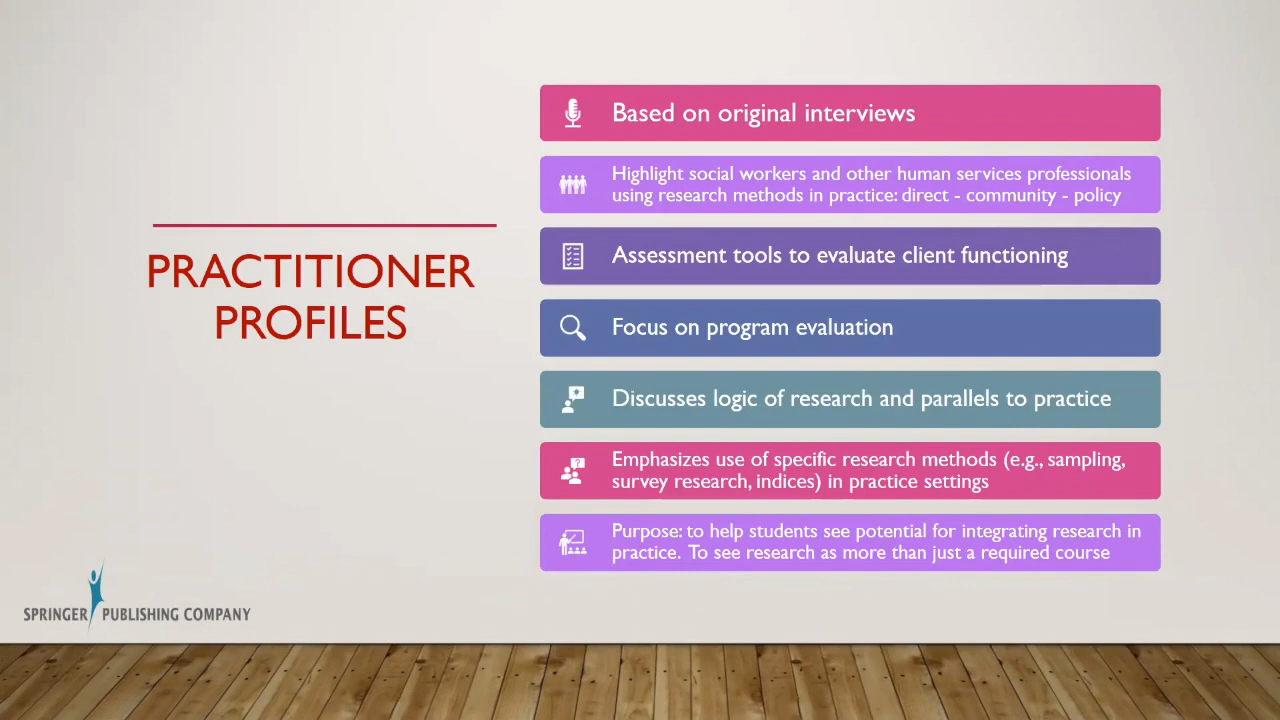 PRACTITIONER
PROFILES
Based on original interviews
Highlight social workers and other human services professionals
using research methods in practice: direct - community - policy
Assessment tools to evaluate client functioning
Focus on program evaluation
Discusses logic of research and parallels to practice
Emphasizes use of specific research methods (e.g., sampling,
survey research, indices) in practice settings
Purpose: to help students see potential for integrating research in
practice. To see research as more than just a required course
SPRINGER PUBLISHING COMPANY